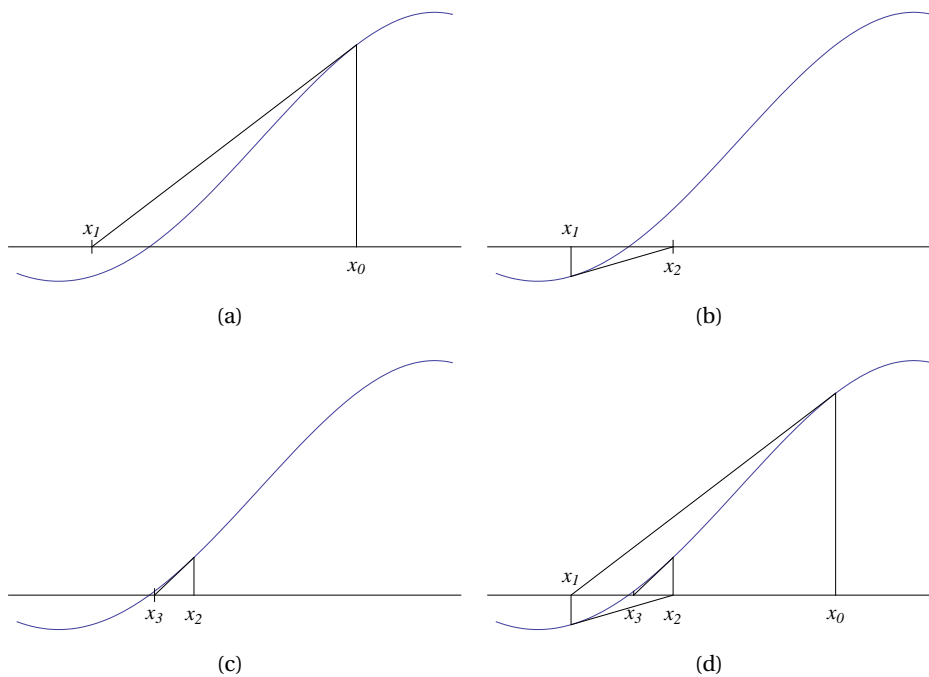 x₁
x₀
(a)
x₁
x₂
(b)
x₃ x₂
(c)
x₁
x₃ x₂ x₀
(d)